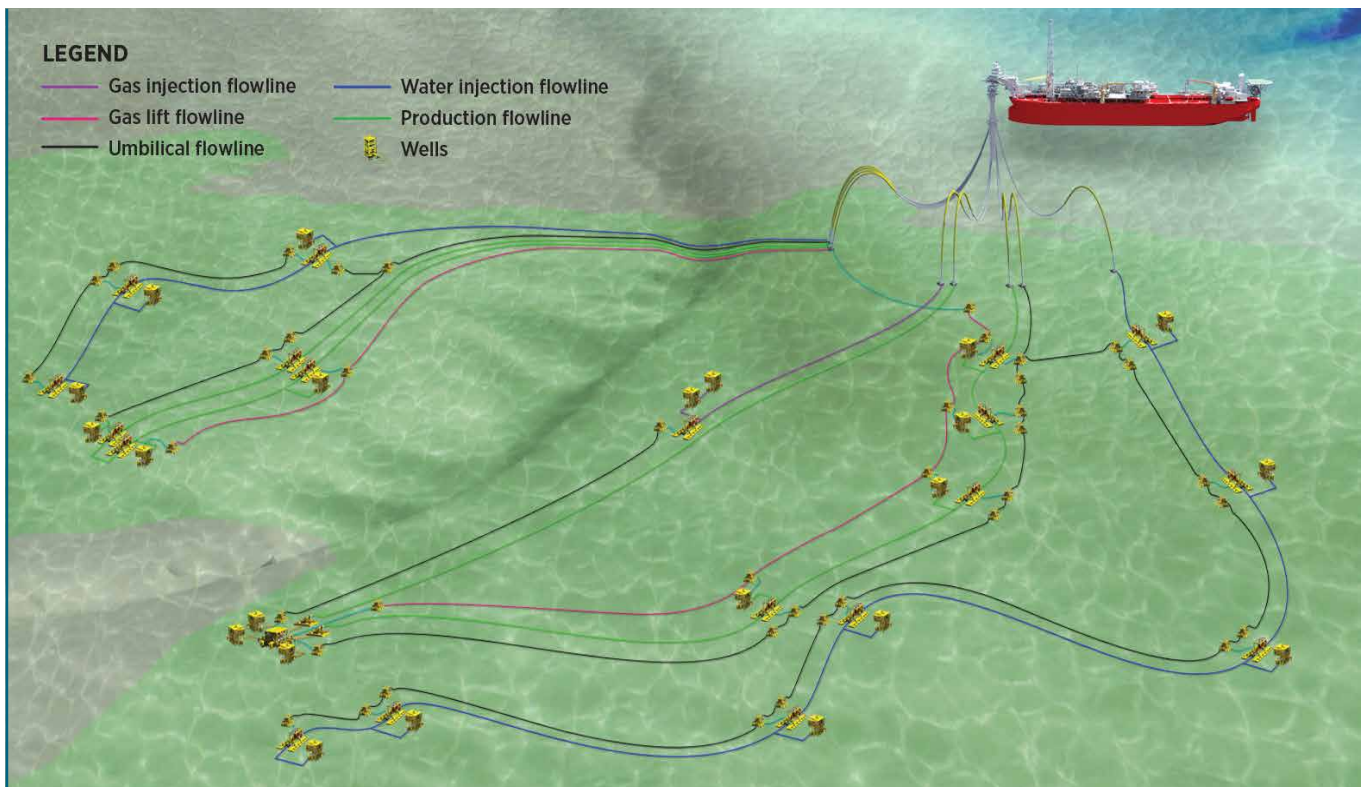 LEGEND
Gas injection flowline
Water injection flowline
Gas lift flowline
Production flowline
Umbilical flowline
Wells